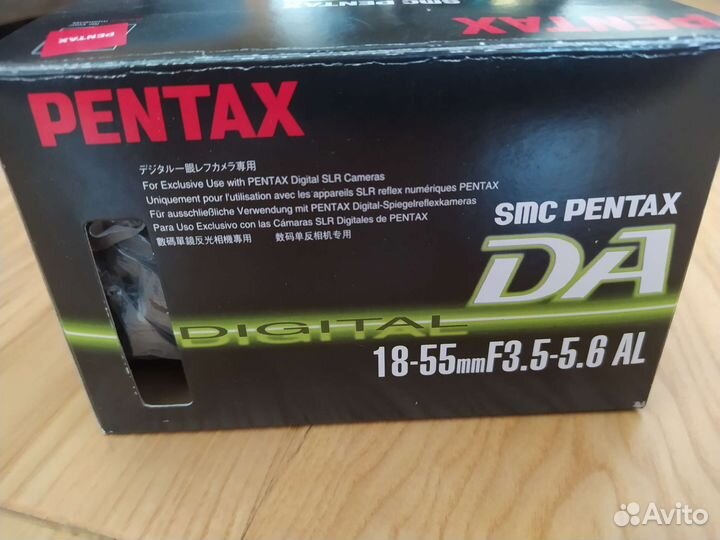 smc PENTAX
PENTAX
PENTAX
PENTAX
デジタル一眼レフカメラ専用
For Exclusive Use with PENTAX Digital SLR Cameras
Uniquement pour l'utilisation avec les appareils SLR reflex numériques PENTAX
Für ausschließliche Verwendung mit PENTAX Digital-Spiegelreflexkameras
Para Uso Exclusivo con las Cámaras SLR Digitales de PENTAX
數碼單鏡反光相機專用 数码单反相机专用
smc PENTAX
DA
DIGITAL
18-55mmF3.5-5.6 AL
Avito